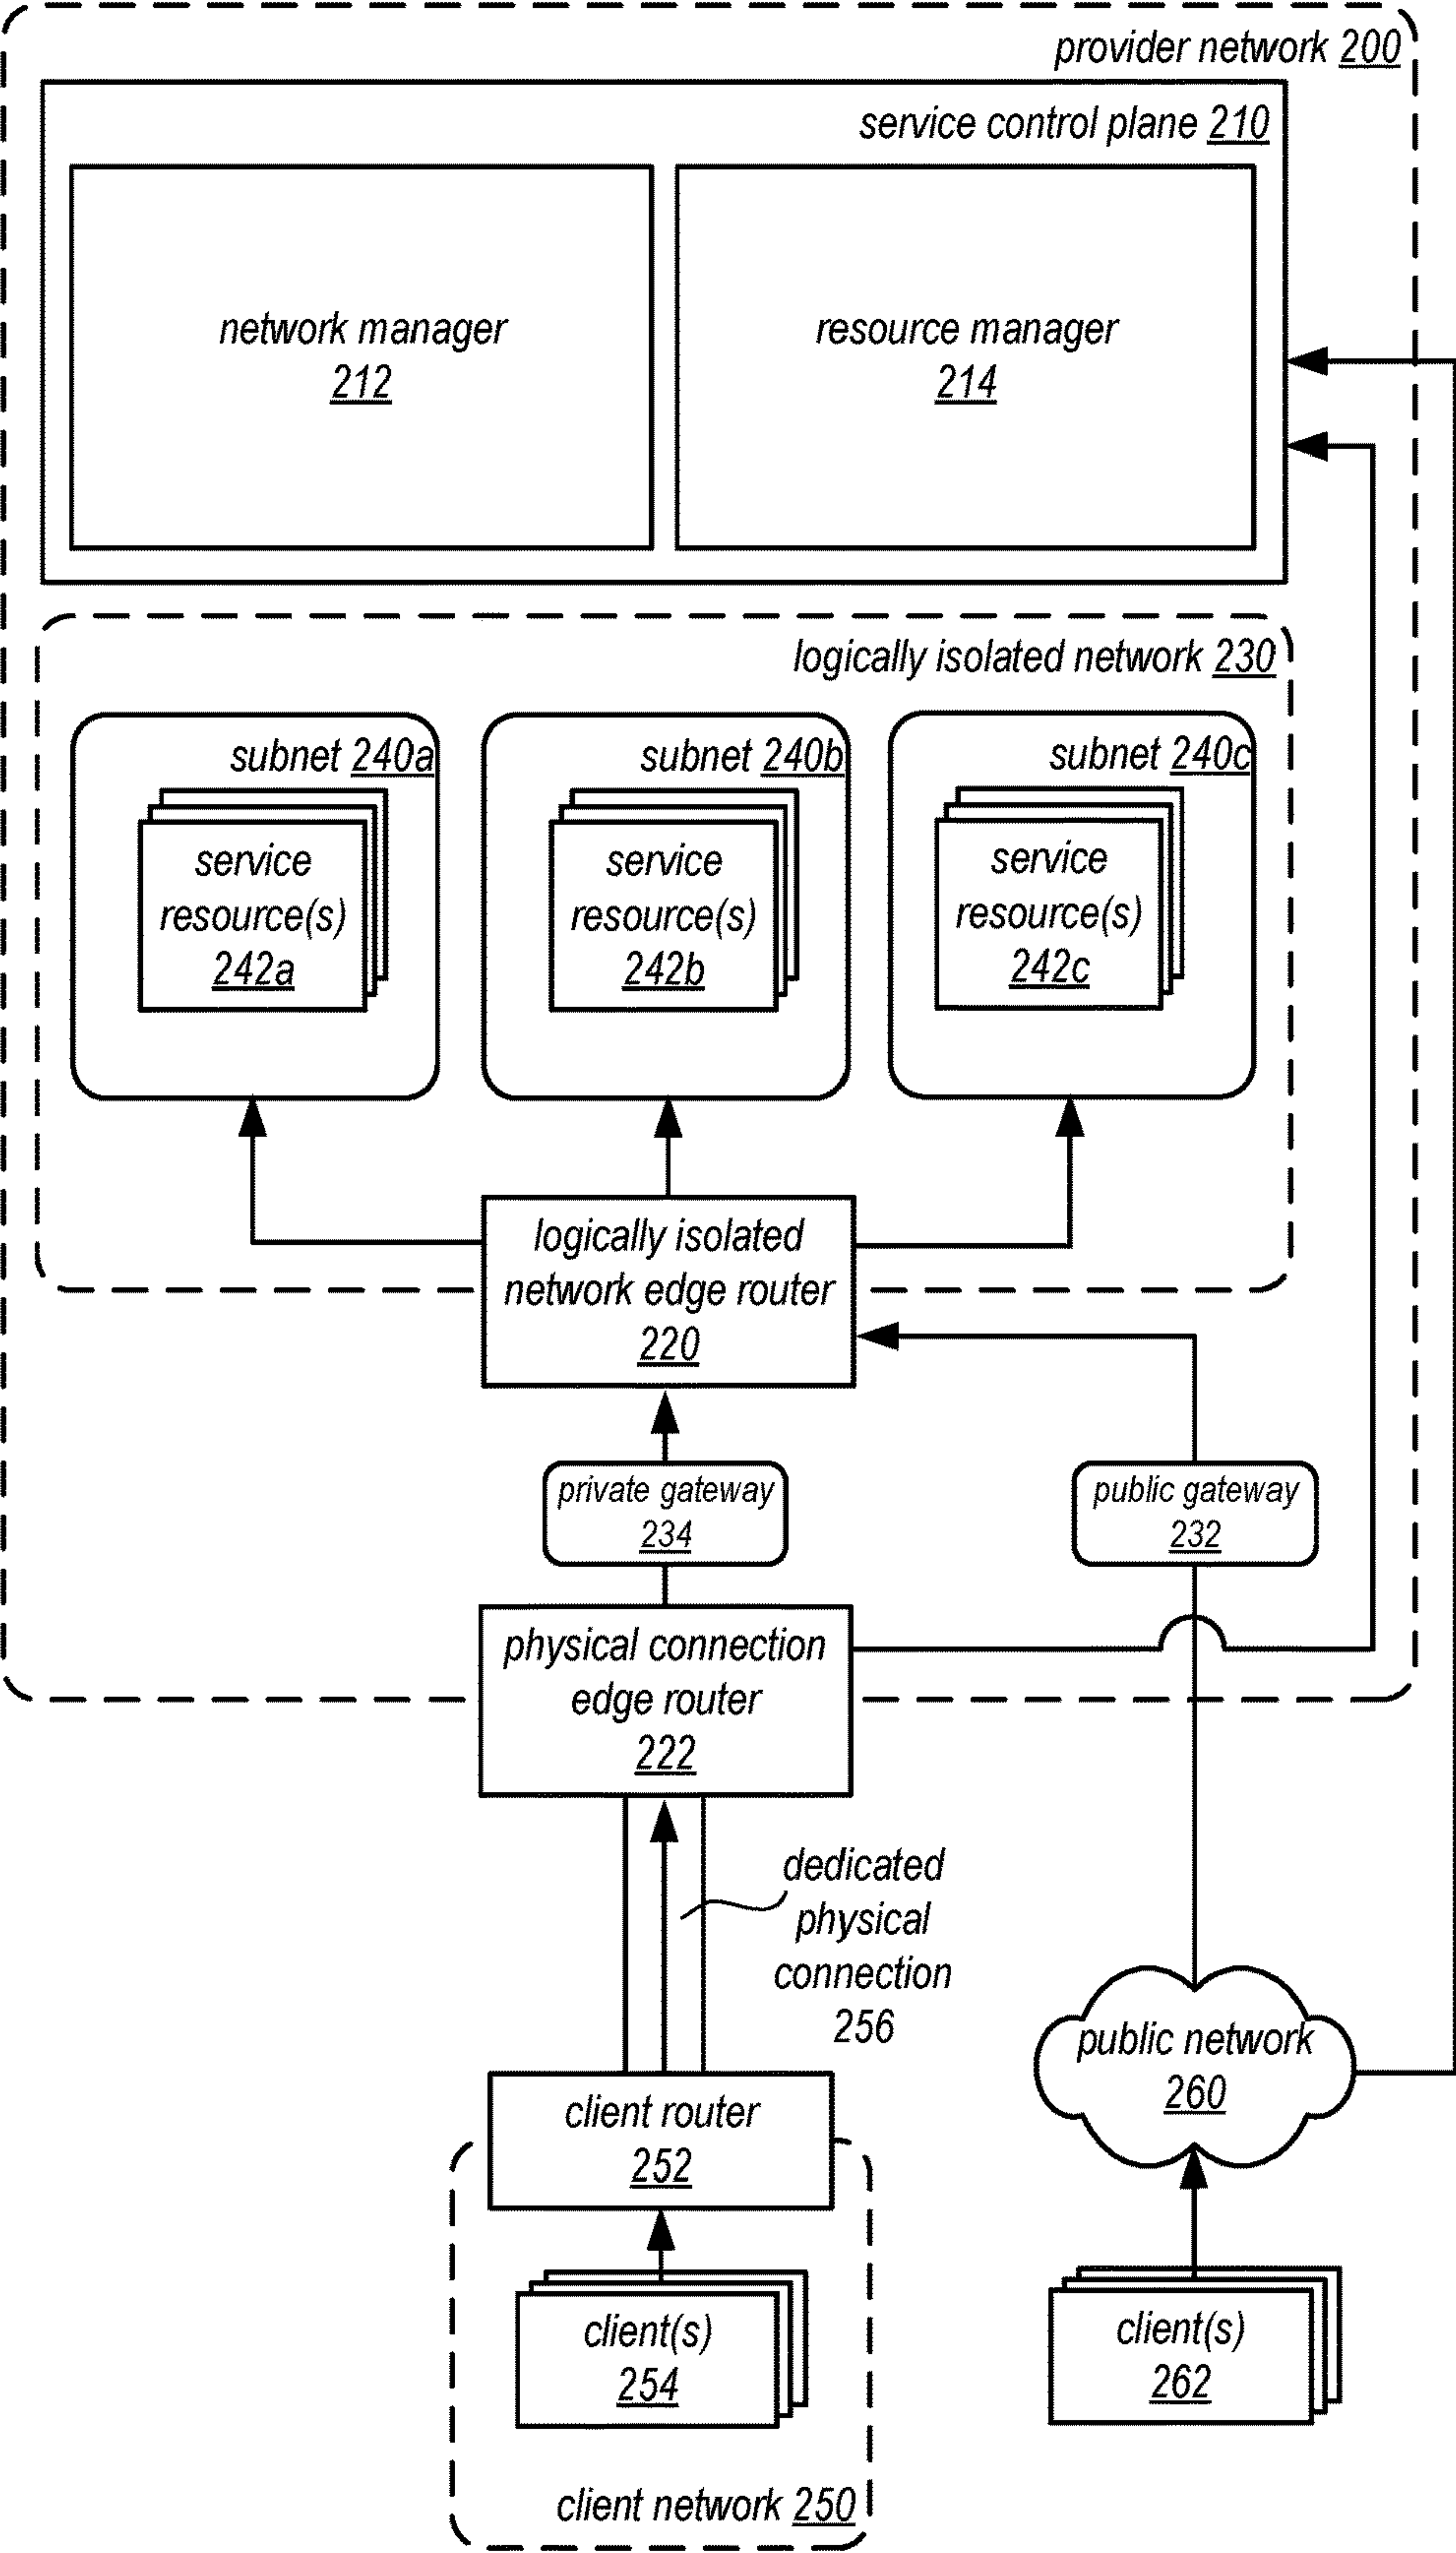 provider network 200
service control plane 210
network manager
212
resource manager
214
logically isolated network 230
subnet 240a
service
resource(s)
242a
subnet 240b
service
resource(s)
242b
subnet 240c
service
resource(s)
242c
logically isolated
network edge router
220
private gateway
234
public gateway
232
physical connection
edge router
222
dedicated
physical
connection
256
public network
260
client router
252
client(s)
254
client(s)
262
client network 250